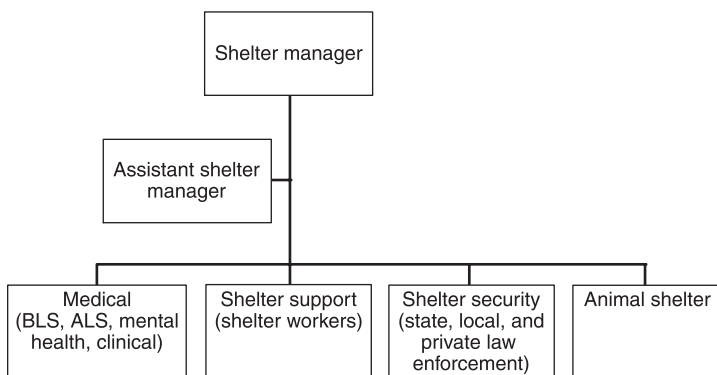 Shelter manager
Assistant shelter
manager
Medical
(BLS, ALS, mental
health, clinical)
Shelter support
(shelter workers)
Shelter security
(state, local, and
private law
enforcement)
Animal shelter